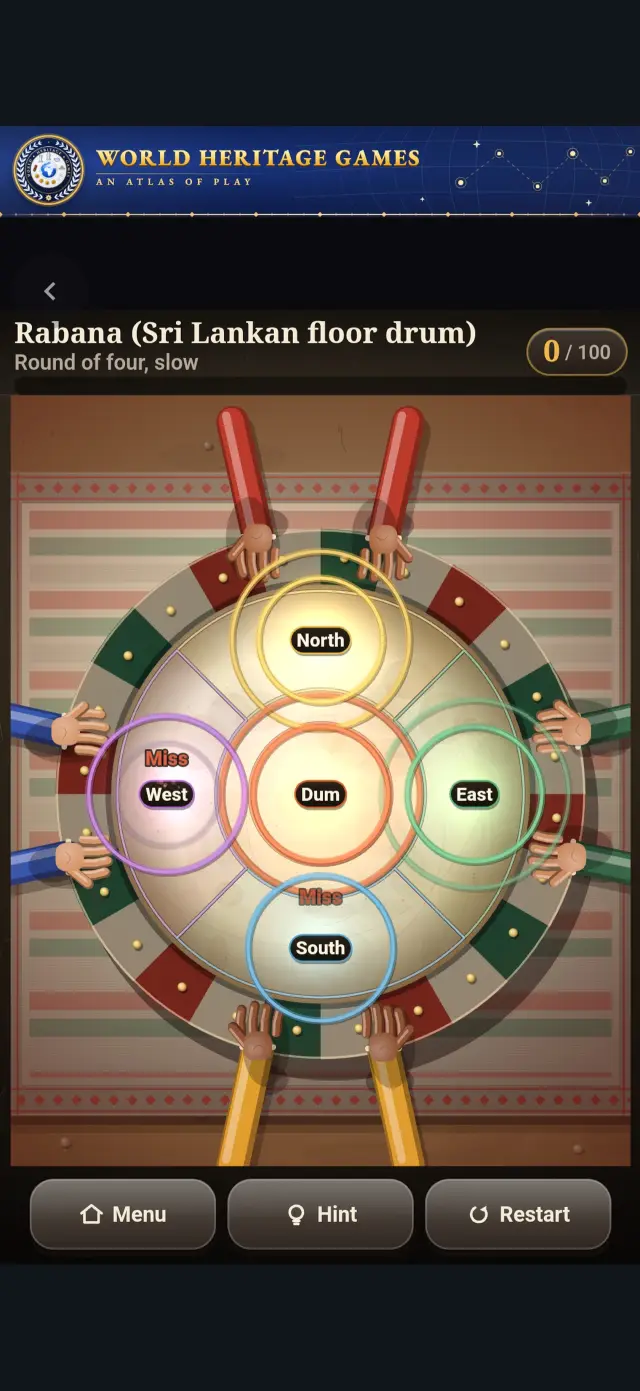 WORLD HERITAGE GAMES
AN ATLAS OF PLAY
Rabana (Sri Lankan floor drum)
Round of four, slow
0 / 100
North
Miss
West
Dum
East
Miss
South
Menu
Hint
Restart